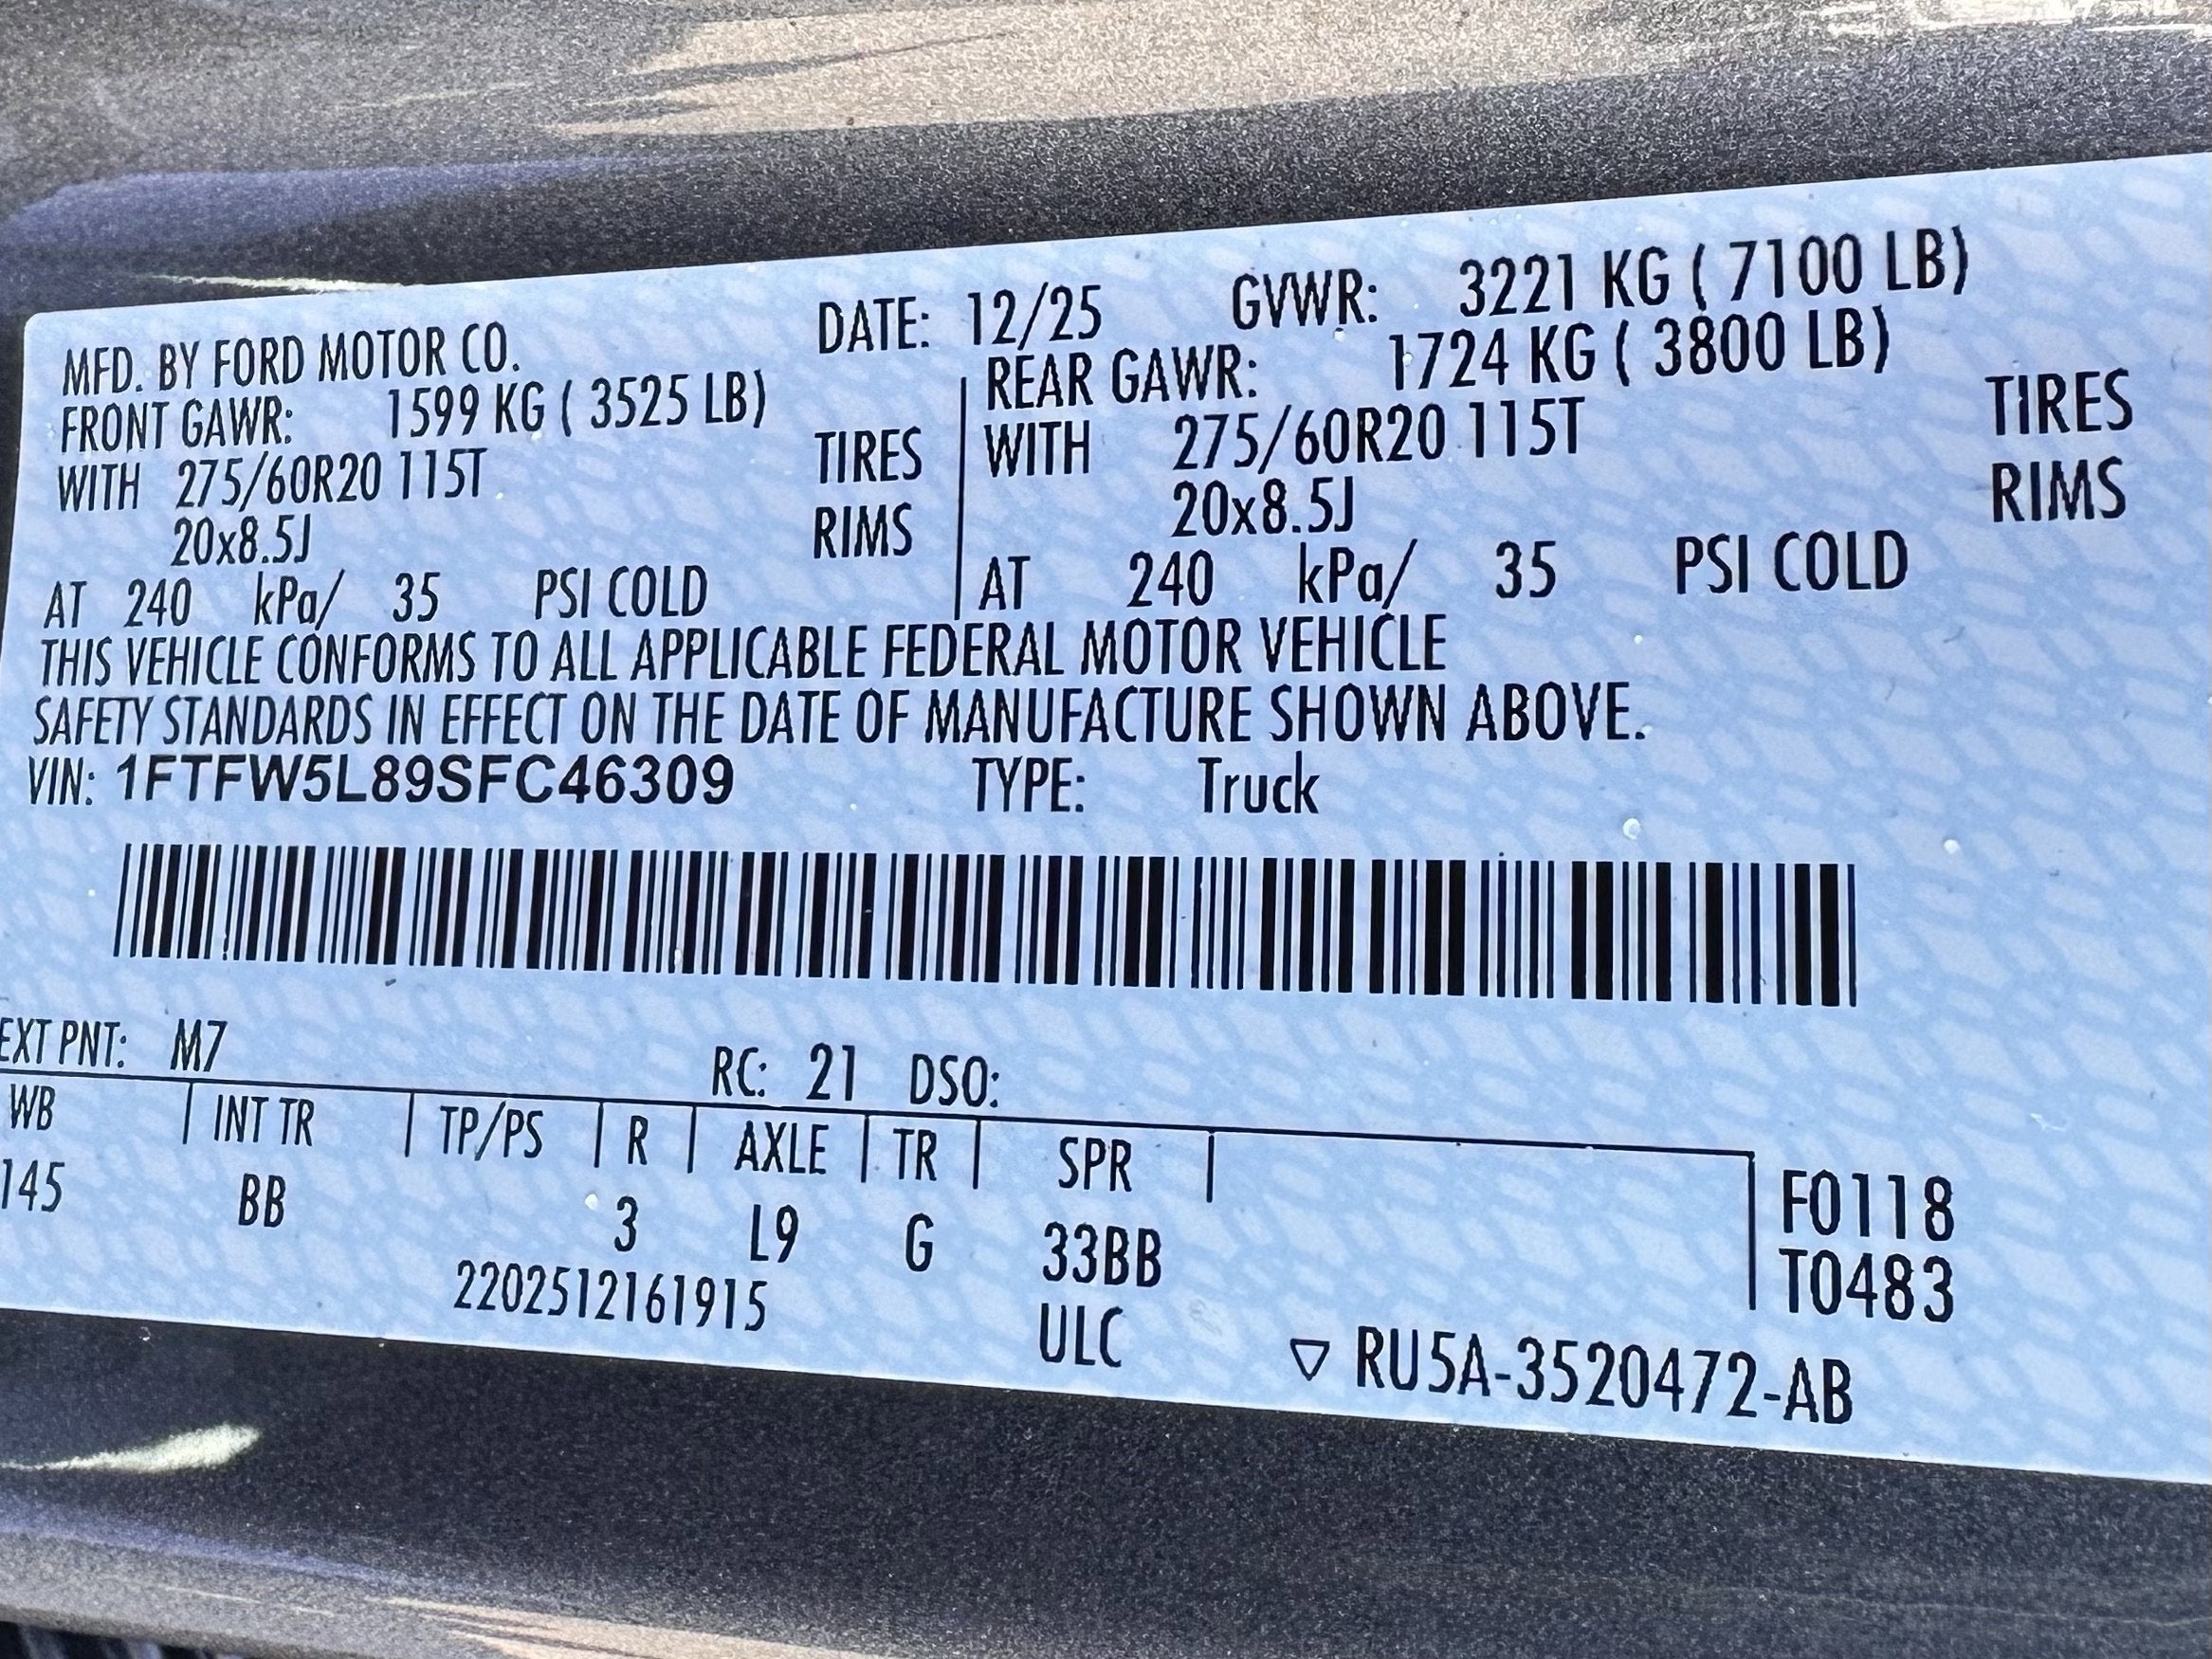 MFD. BY FORD MOTOR CO. DATE: 12/25 GVWR: 3221 KG ( 7100 LB)
FRONT GAWR: 1599 KG ( 3525 LB) REAR GAWR: 1724 KG ( 3800 LB)
WITH 275/60R20 115T TIRES WITH 275/60R20 115T TIRES
20x8.5J RIMS 20x8.5J RIMS
AT 240 kPa/ 35 PSI COLD AT 240 kPa/ 35 PSI COLD
THIS VEHICLE CONFORMS TO ALL APPLICABLE FEDERAL MOTOR VEHICLE
SAFETY STANDARDS IN EFFECT ON THE DATE OF MANUFACTURE SHOWN ABOVE.
VIN: 1FTFW5L89SFC46309 TYPE: Truck
EXT PNT: M7 RC: 21 DSO:
WB INT TR TP/PS R AXLE TR SPR
145 BB 3 L9 G 33BB F0118
2202512161915 ULC T0483
▽ RU5A-3520472-AB